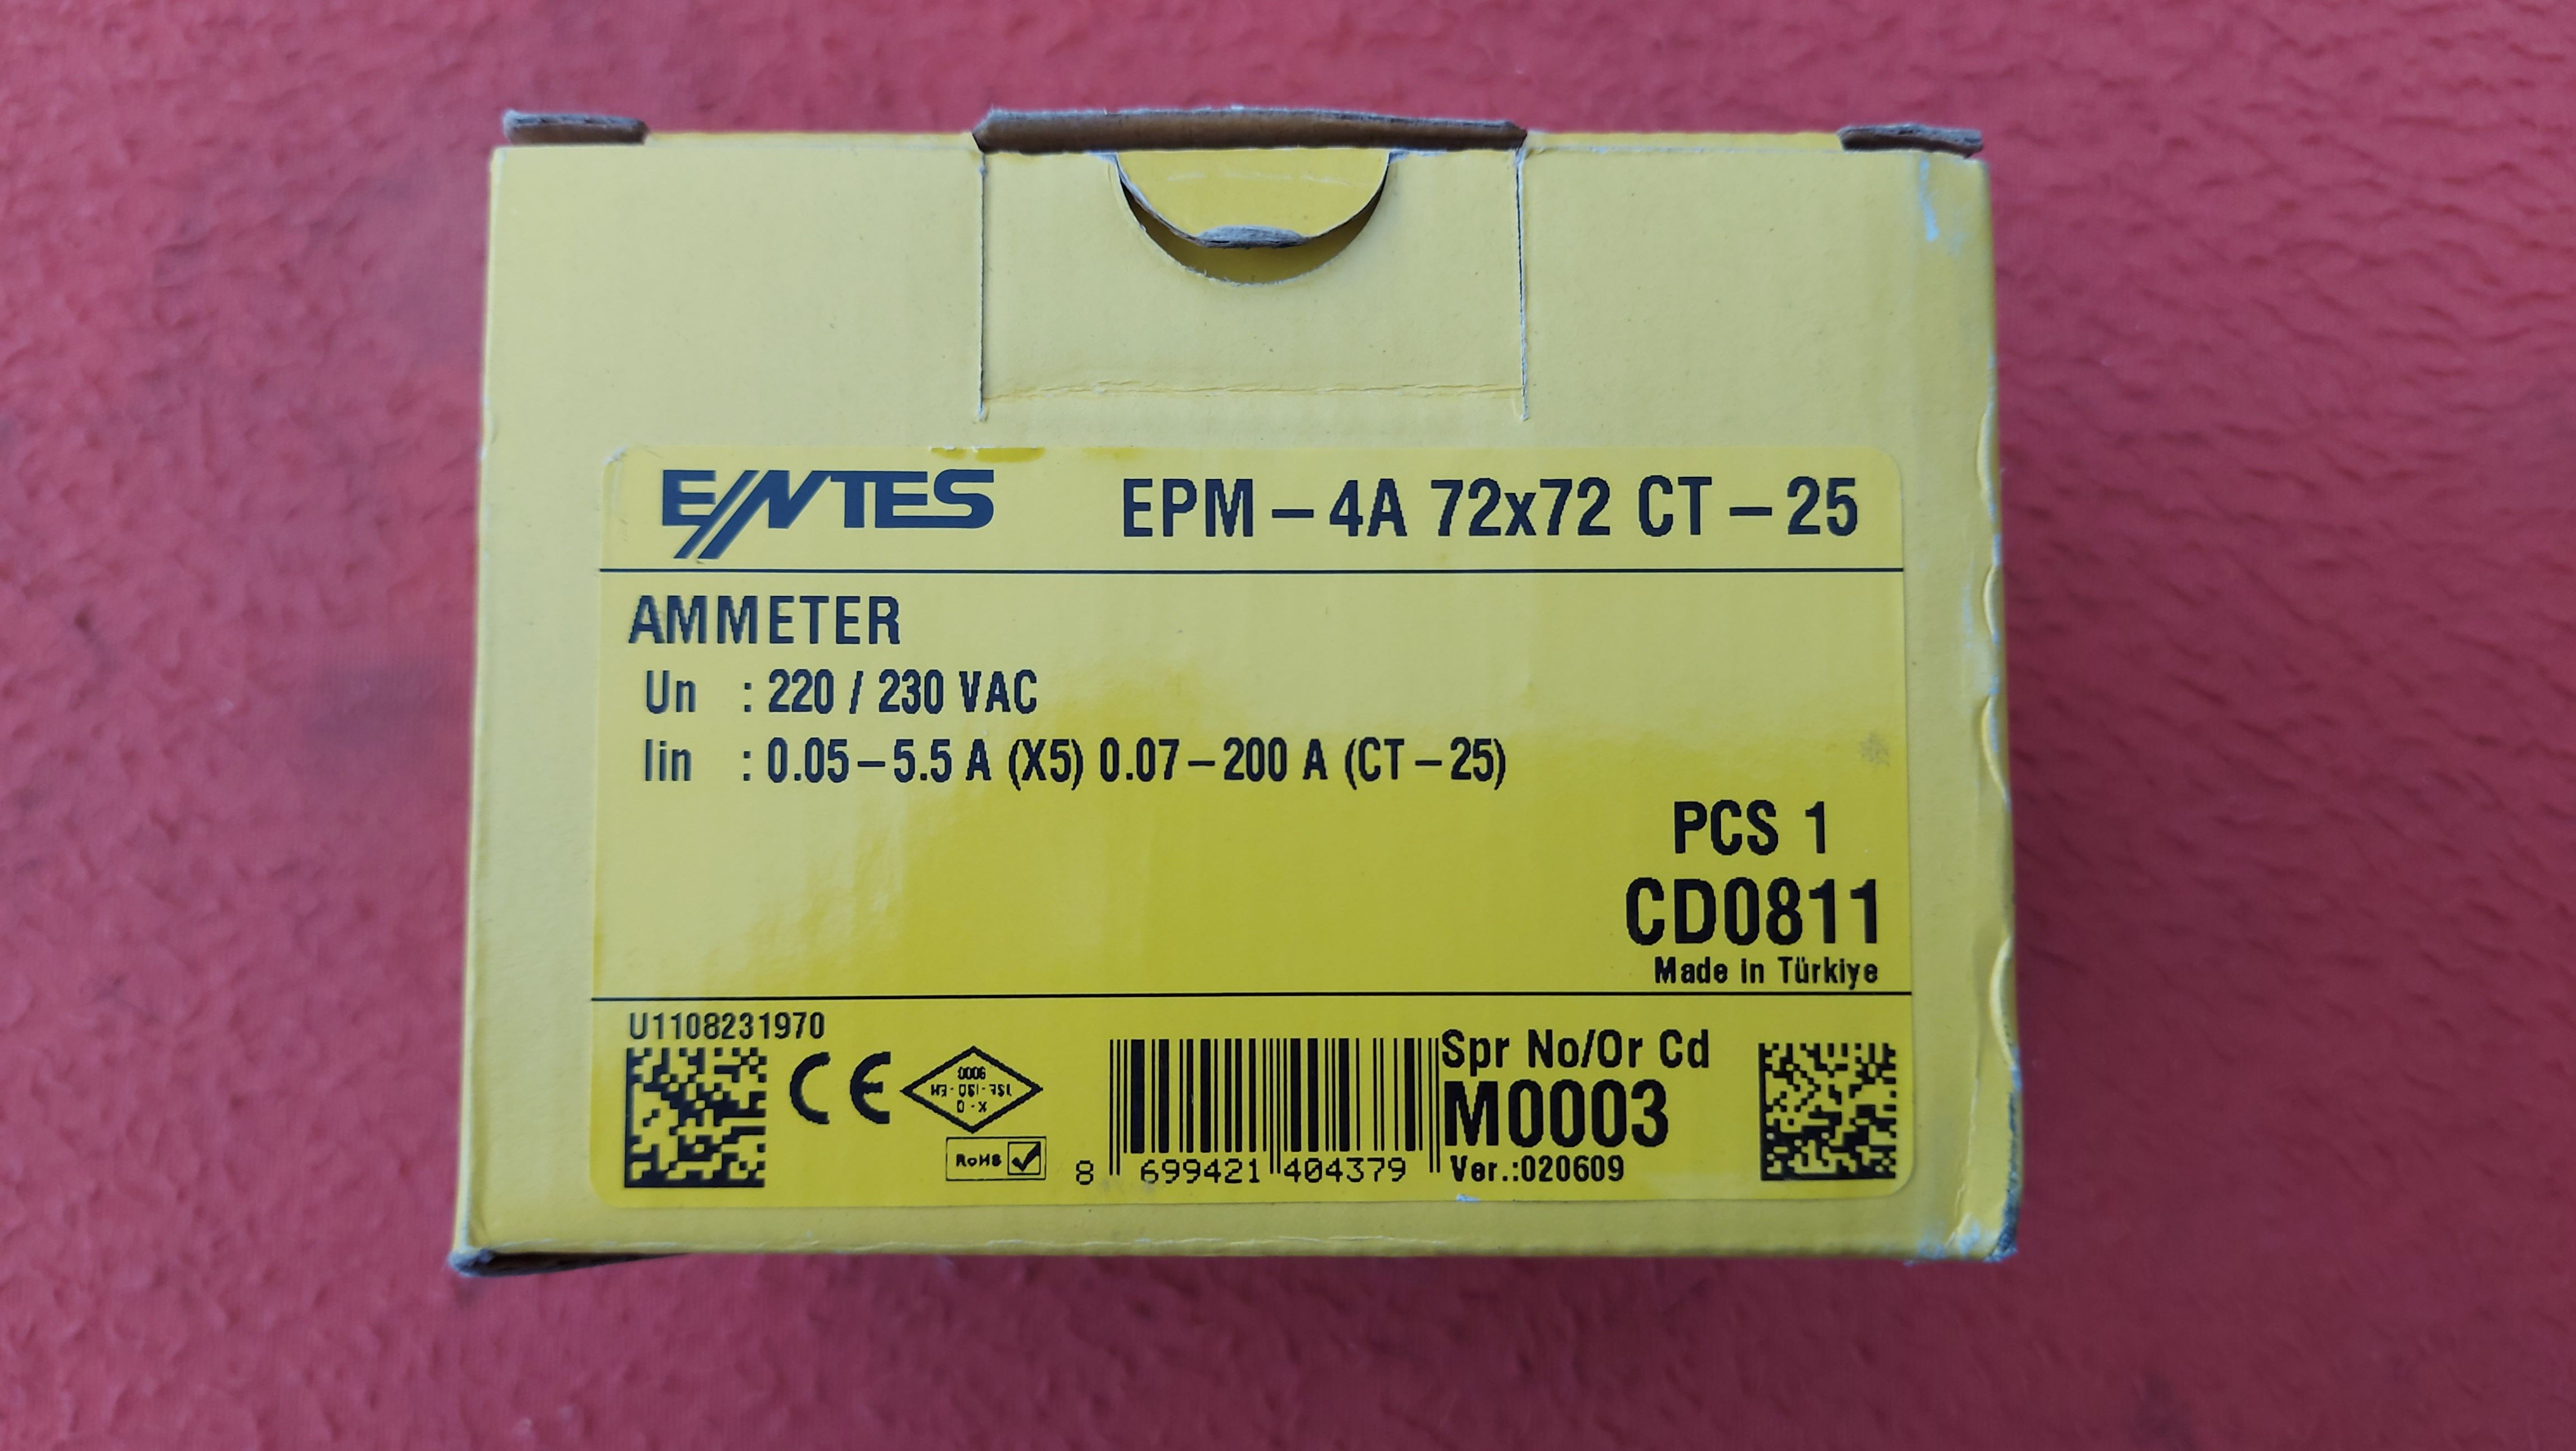 ENTES EPM – 4A 72x72 CT – 25
AMMETER
Un : 220 / 230 VAC
Iin : 0.05 – 5.5 A (X5) 0.07 – 200 A (CT – 25)
PCS 1
CD0811
Made in Türkiye
U1108231970
CE
RoHS
8 699421 404379
Spr No/Or Cd
M0003
Ver.:020609